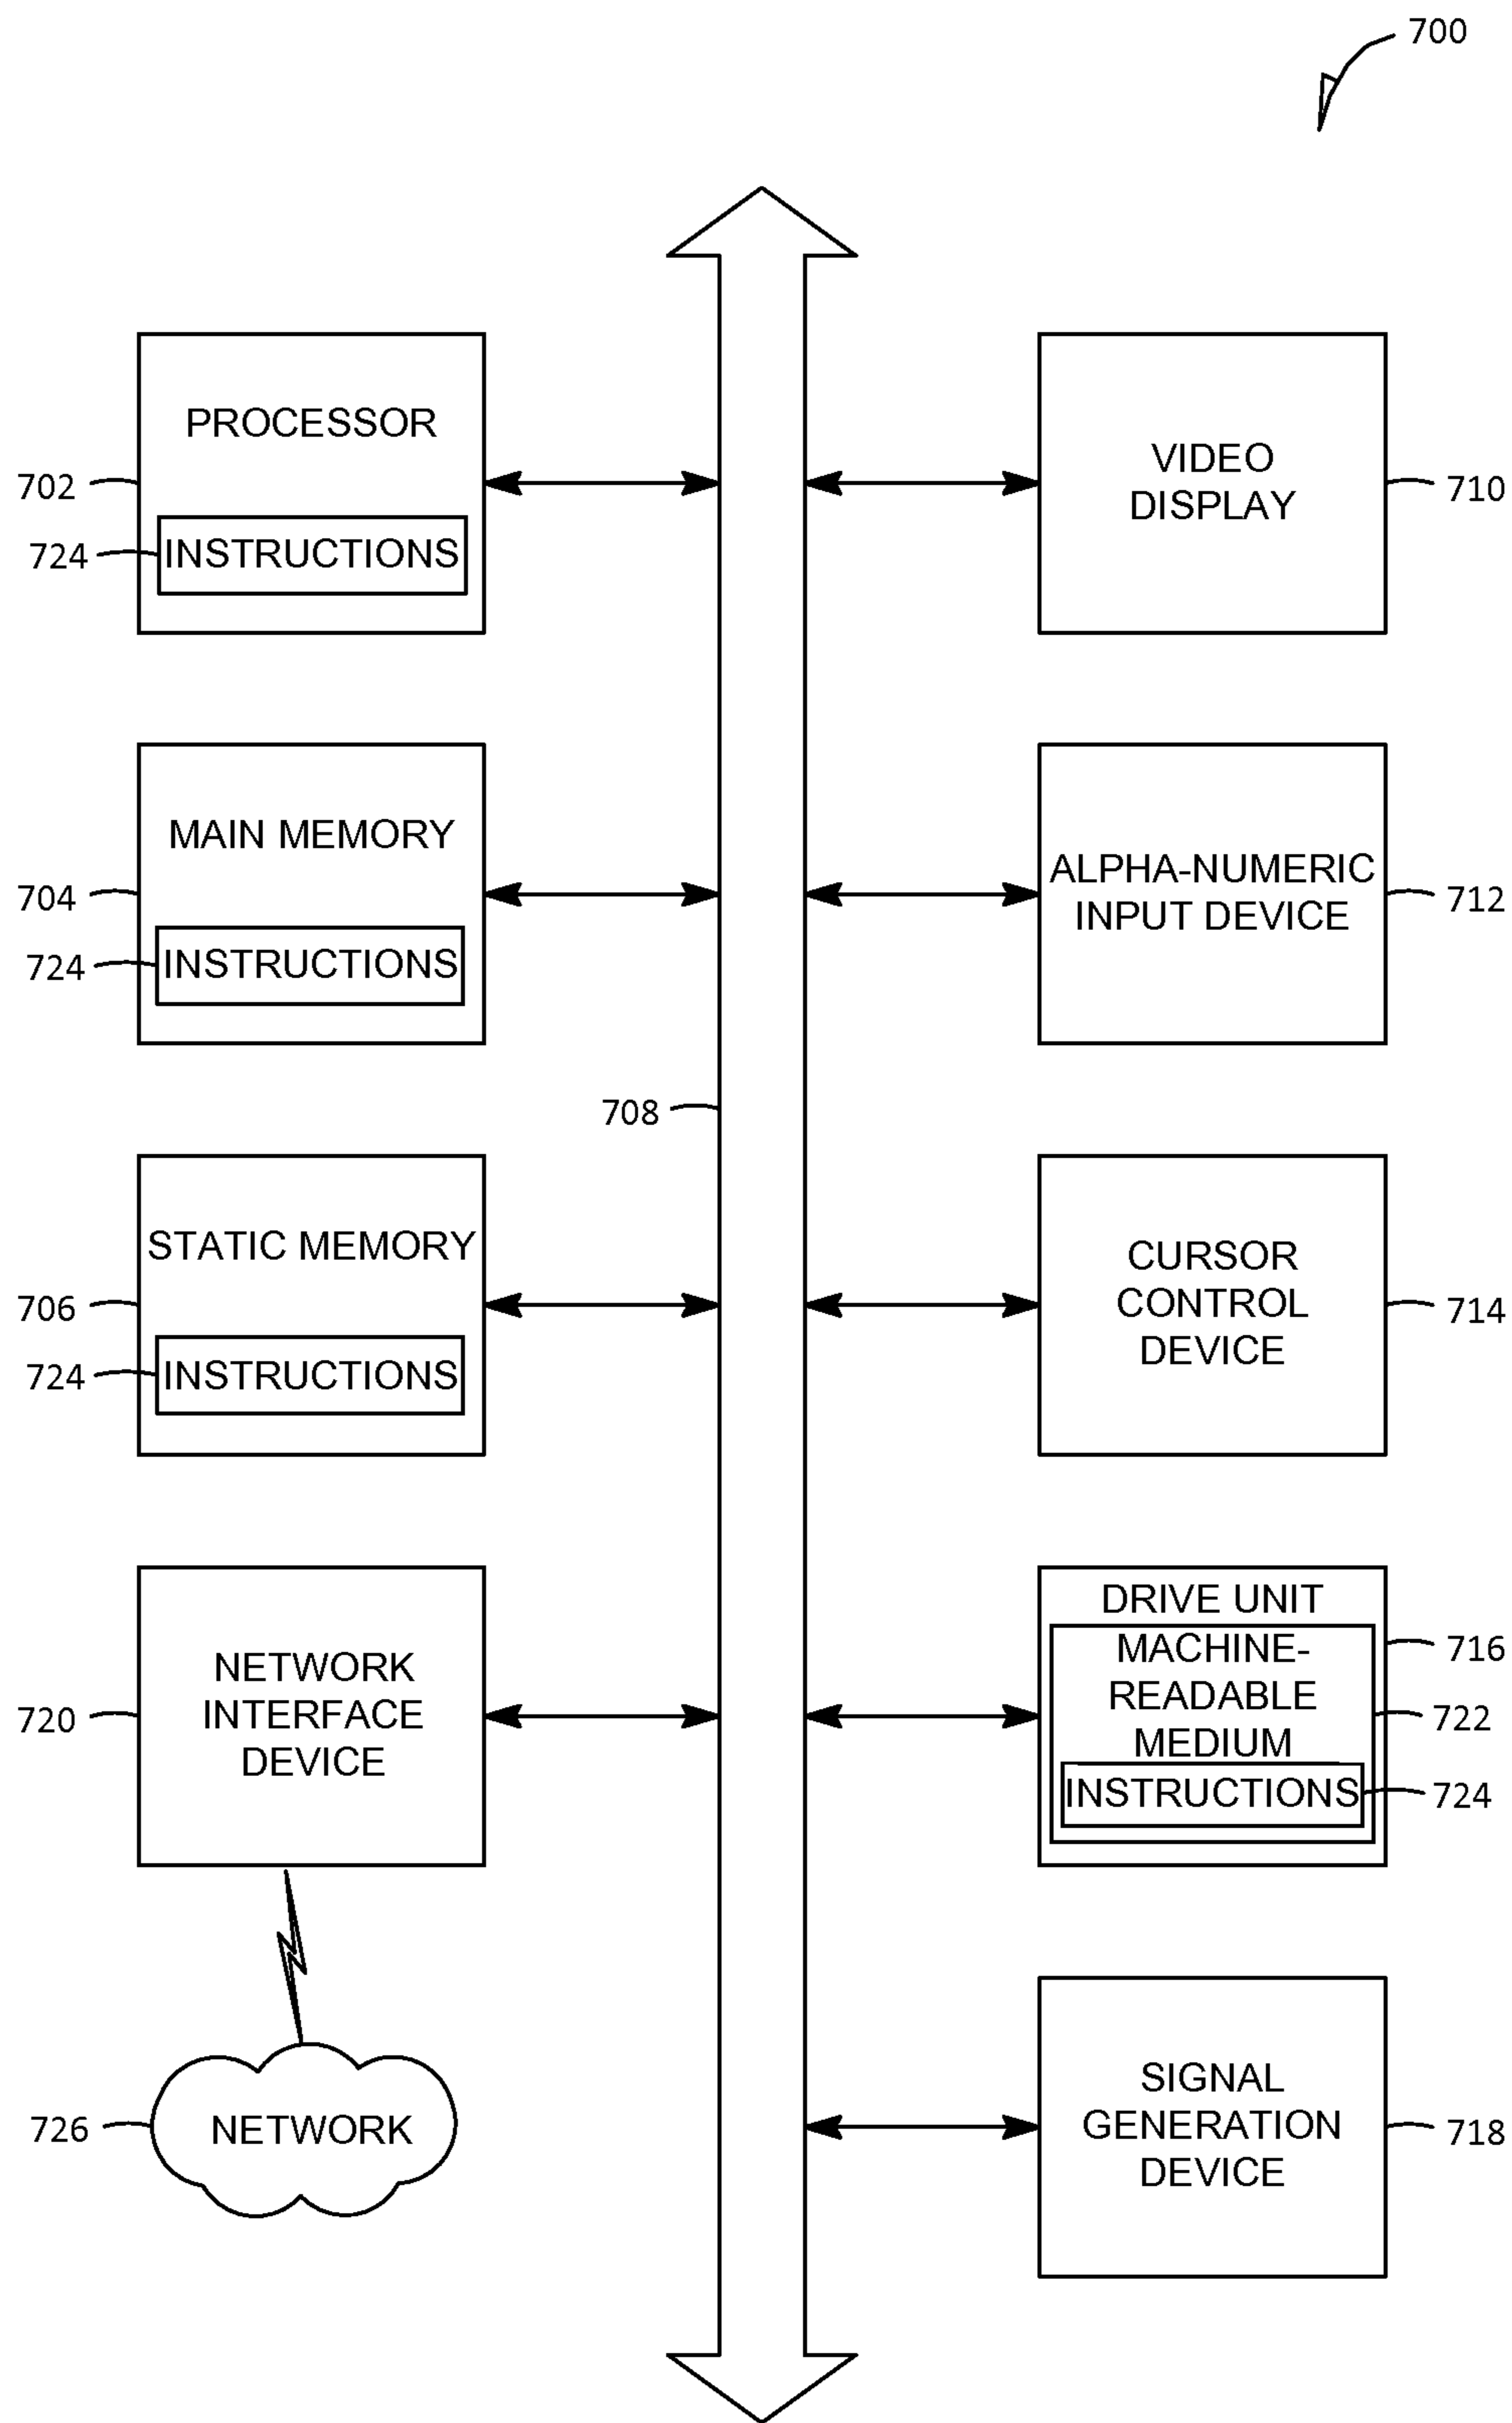 700
PROCESSOR
702
724
INSTRUCTIONS
VIDEO
DISPLAY
710
MAIN MEMORY
704
724
INSTRUCTIONS
ALPHA-NUMERIC
INPUT DEVICE
712
708
STATIC MEMORY
706
724
INSTRUCTIONS
CURSOR
CONTROL
DEVICE
714
NETWORK
INTERFACE
DEVICE
720
DRIVE UNIT
MACHINE-
READABLE
MEDIUM
INSTRUCTIONS
716
722
724
726
NETWORK
SIGNAL
GENERATION
DEVICE
718